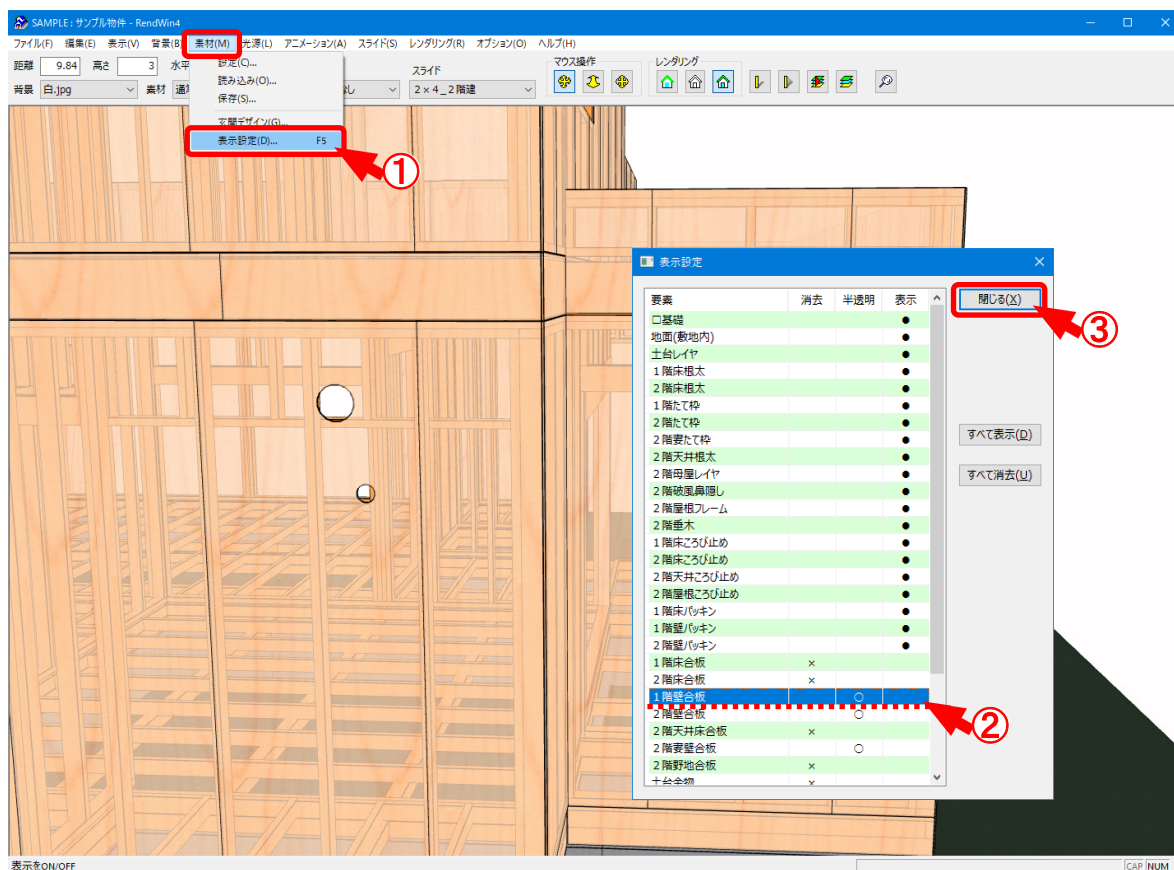 SAMPLE : サンプル物件 - RendWin4
ファイル(F) 編集(E) 表示(V) 背景(B) 素材(M) 光源(L) アニメーション(A) スライド(S) レンダリング(R) オプション(O) ヘルプ(H)
距離 9.84 高さ 3 水平 スライド マウス操作 レンダリング
背景 白.jpg 素材 2×4_2階建
設定(C)...
読み込み(O)...
保存(S)...
玄関デザイン(G)...
表示設定(D)... F5
①
表示設定
要素 消去 半透明 表示
閉じる(X)
③
□基礎 ●
地面(敷地内) ●
土台レイヤ ●
1階床根太 ●
2階床根太 ●
1階たて枠 ●
2階たて枠 ●
2階妻たて枠 ●
2階天井根太 ●
2階母屋レイヤ ●
2階破風鼻隠し ●
2階屋根フレーム ●
2階垂木 ●
1階床ころび止め ●
2階床ころび止め ●
2階天井ころび止め ●
2階屋根ころび止め ●
1階床パッキン ●
1階壁パッキン ●
2階壁パッキン ●
1階床合板 ×
2階床合板 ×
1階壁合板 ○
2階壁合板 ○
2階天井床合板 ×
2階妻壁合板 ○
2階野地合板 ×
土台金物 ×
すべて表示(D)
すべて消去(U)
②
表示をON/OFF
CAP NUM